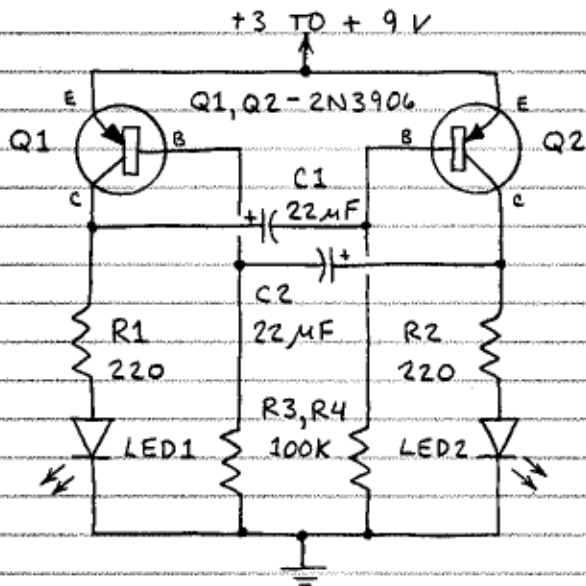 +3 TO + 9 V
E
Q1, Q2 - 2N3906
E
Q1
B
B
Q2
C
C1
C
+
22 µF
+
C2
R1
22 µF
R2
220
220
R3, R4
LED1
100K
LED2